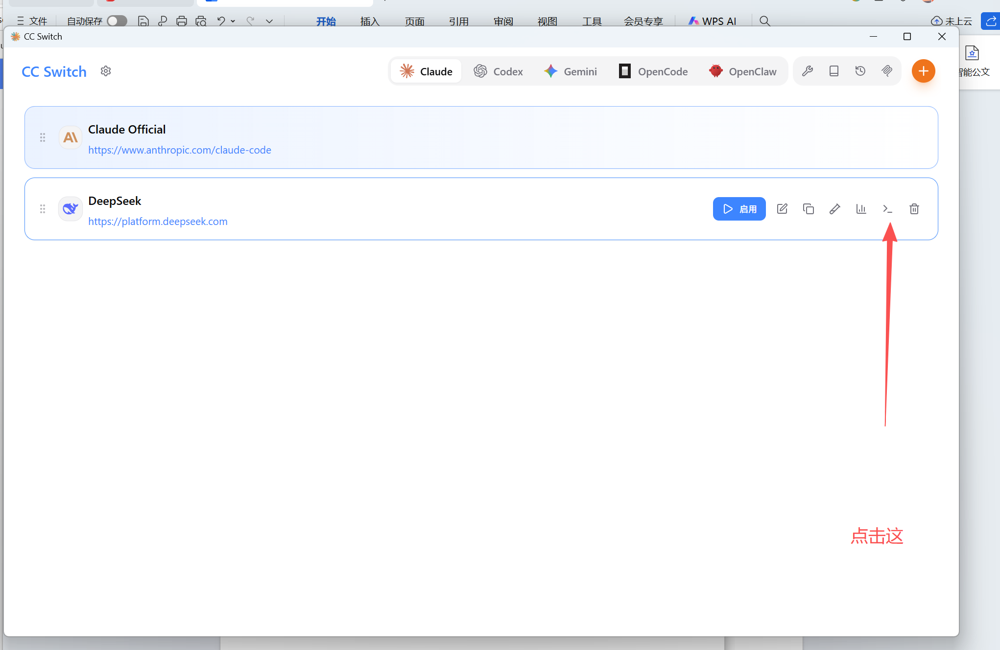 文件
自动保存
开始
插入
页面
引用
审阅
视图
工具
会员专享
WPS AI
未上云
CC Switch
智能公文
CC Switch
Claude
Codex
Gemini
OpenCode
OpenClaw
Claude Official
https://www.anthropic.com/claude-code
DeepSeek
https://platform.deepseek.com
启用
点击这